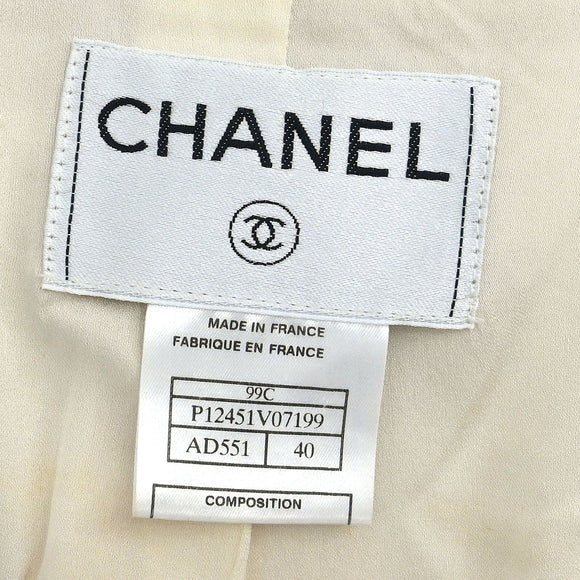 CHANEL
MADE IN FRANCE
FABRIQUE EN FRANCE
99C
P12451V07199
AD551 40
COMPOSITION